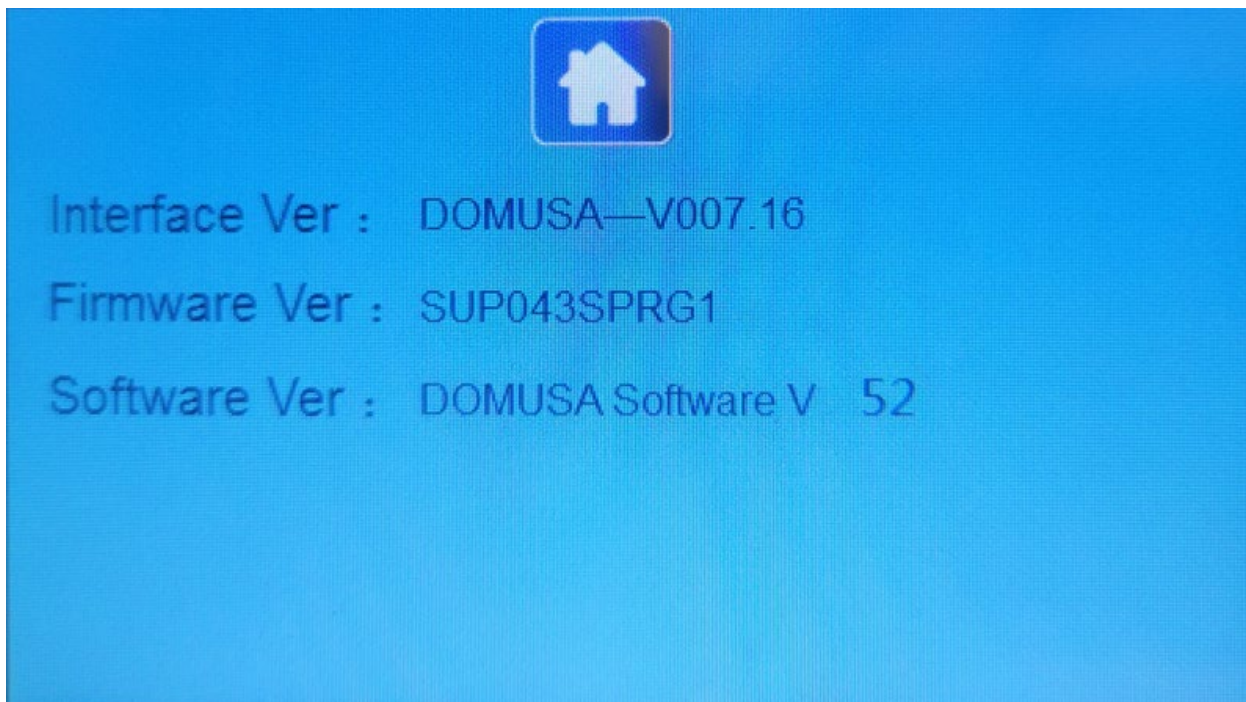 Interface Ver : DOMUSA—V007.16
Firmware Ver : SUP043SPRG1
Software Ver : DOMUSA Software V 52